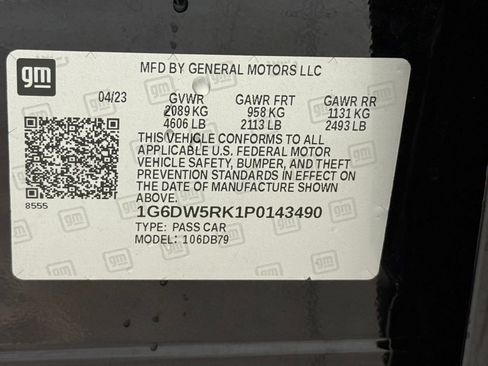 gm
MFD BY GENERAL MOTORS LLC
04/23 GVWR GAWR FRT GAWR RR
2089 KG 958 KG 1131 KG
4606 LB 2113 LB 2493 LB
THIS VEHICLE CONFORMS TO ALL
APPLICABLE U.S. FEDERAL MOTOR
VEHICLE SAFETY, BUMPER, AND THEFT
PREVENTION STANDARDS IN EFFECT ON
THE DATE OF MANUFACTURE SHOWN
ABOVE.
8555
1G6DW5RK1P0143490
TYPE: PASS CAR
MODEL: 106DB79